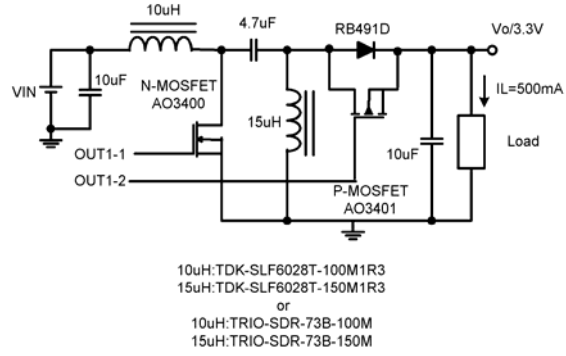 10uH
4.7uF
RB491D
Vo/3.3V
VIN
10uF
N-MOSFET
AO3400
15uH
IL=500mA
OUT1-1
10uF
Load
OUT1-2
P-MOSFET
AO3401
10uH:TDK-SLF6028T-100M1R3
15uH:TDK-SLF6028T-150M1R3
or
10uH:TRIO-SDR-73B-100M
15uH:TRIO-SDR-73B-150M